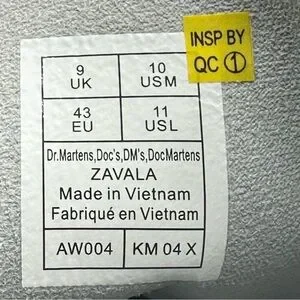 INSP BY
QC ①
9 10
UK USM
43 11
EU USL
Dr.Martens,Doc's,DM's,DocMartens
ZAVALA
Made in Vietnam
Fabriqué en Vietnam
AW004 KM 04 X